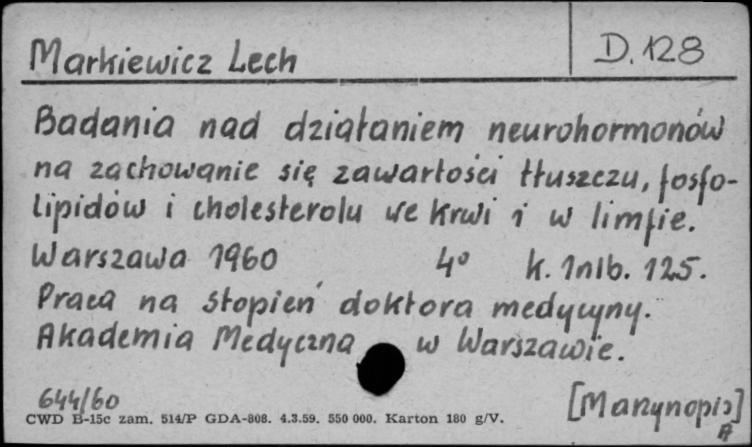 Markiewicz Lech
D. 128
Badania nad działaniem neurohormonów
na zachowanie się zawartości tłuszczu, fosfo-
lipidów i cholesterolu we krwi i w limfie.
Warszawa 1960 4° k. 1nlb. 125.
Praca na stopień doktora medycyny.
Akademia Medyczna w Warszawie.
644/60
[Maszynopis]
CWD B-15c zam. 514/P GDA-808. 4.3.59. 550 000. Karton 180 g/V.